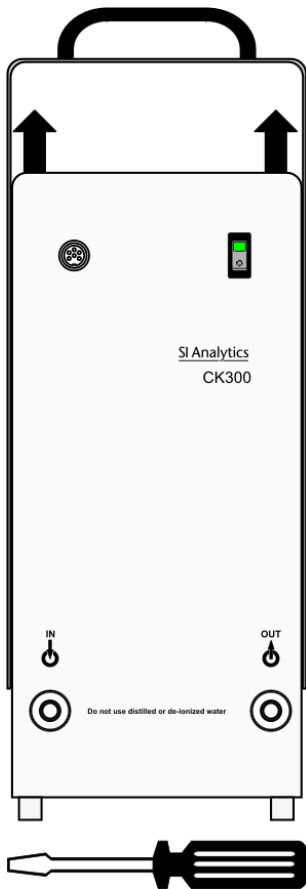 SI Analytics
CK300
IN
OUT
Do not use distilled or de-ionized water